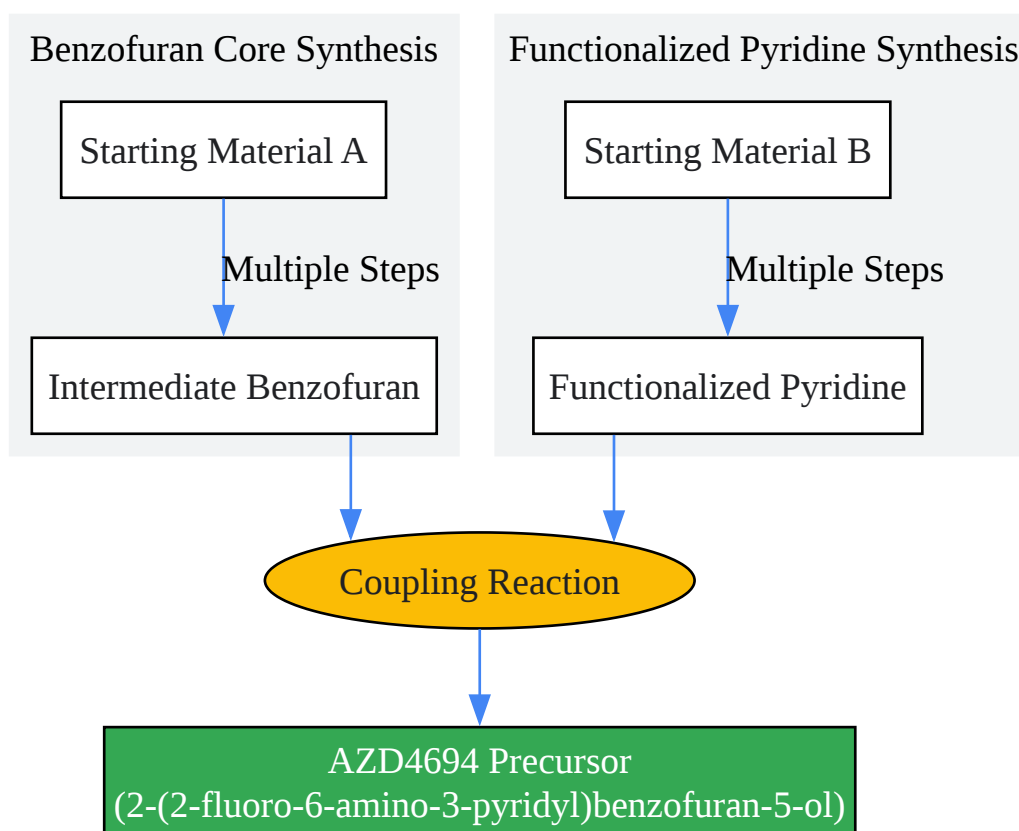 Benzofuran Core Synthesis
Starting Material A
Multiple Steps
Intermediate Benzofuran
Functionalized Pyridine Synthesis
Starting Material B
Multiple Steps
Functionalized Pyridine
Coupling Reaction
AZD4694 Precursor
(2-(2-fluoro-6-amino-3-pyridyl)benzofuran-5-ol)